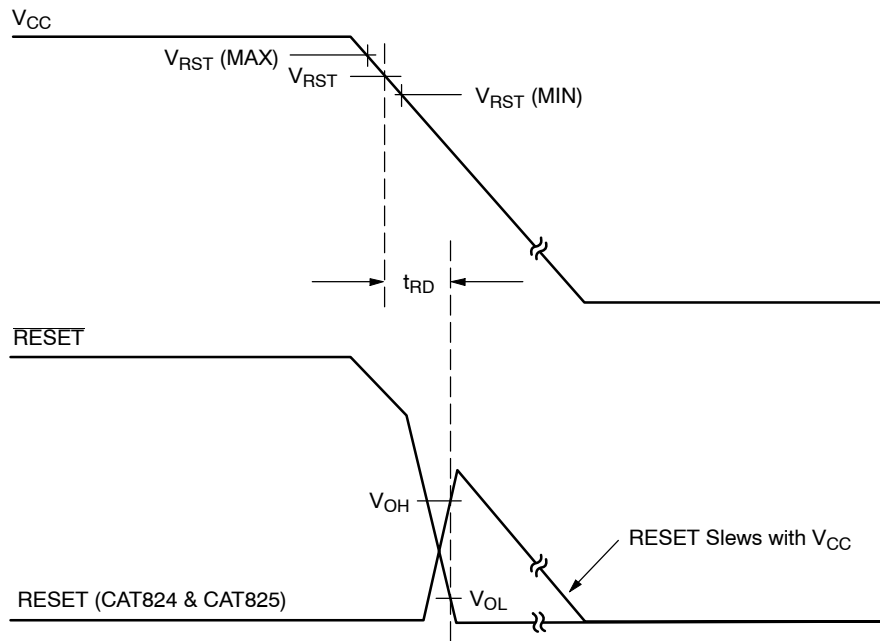 VCC
VRST (MAX)
VRST
VRST (MIN)
tRD
RESET
VOH
RESET Slews with VCC
RESET (CAT824 & CAT825)
VOL